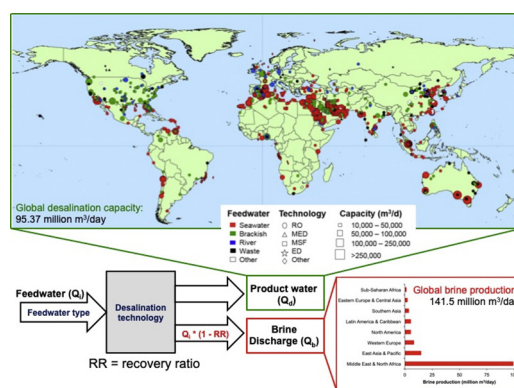 Global desalination capacity:
95.37 million m³/day
Feedwater Technology Capacity (m³/d)
Seawater RO 10,000 – 50,000
Brackish MED 50,000 – 100,000
River MSF 100,000 – 250,000
Waste ED >250,000
Other Other
Feedwater (Qᵢ)
Feedwater type
Desalination
technology
Product water
(Q_d)
Qᵢ * (1 - RR)
Brine
Discharge (Q_b)
RR = recovery ratio
Global brine production:
141.5 million m³/day
Sub-Saharan Africa
Eastern Europe & Central Asia
Southern Asia
Latin America & Caribbean
North America
Western Europe
East Asia & Pacific
Middle East & North Africa
Brine production (million m³/day)